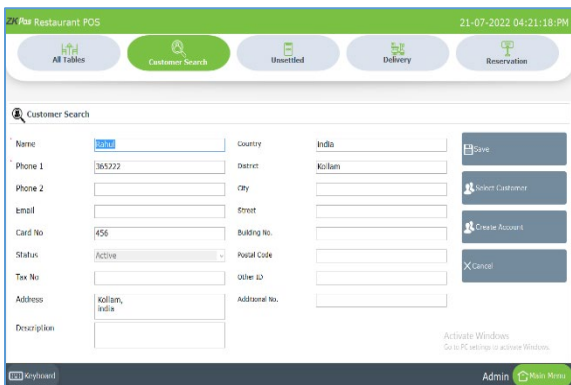 ZKPos Restaurant POS 21-07-2022 04:21:18:PM
All Tables Customer Search Unsettled Delivery Reservation
Customer Search
Name Rahul Country India
Phone 1 365222 District Kollam
Phone 2 City
Email Street
Card No 456 Building No.
Status Active Postal Code
Tax No Other ID
Address Kollam, Additional No.
India
Description
Save
Select Customer
Create Account
Cancel
Activate Windows
Go to PC settings to activate Windows.
Keyboard Admin Main Menu